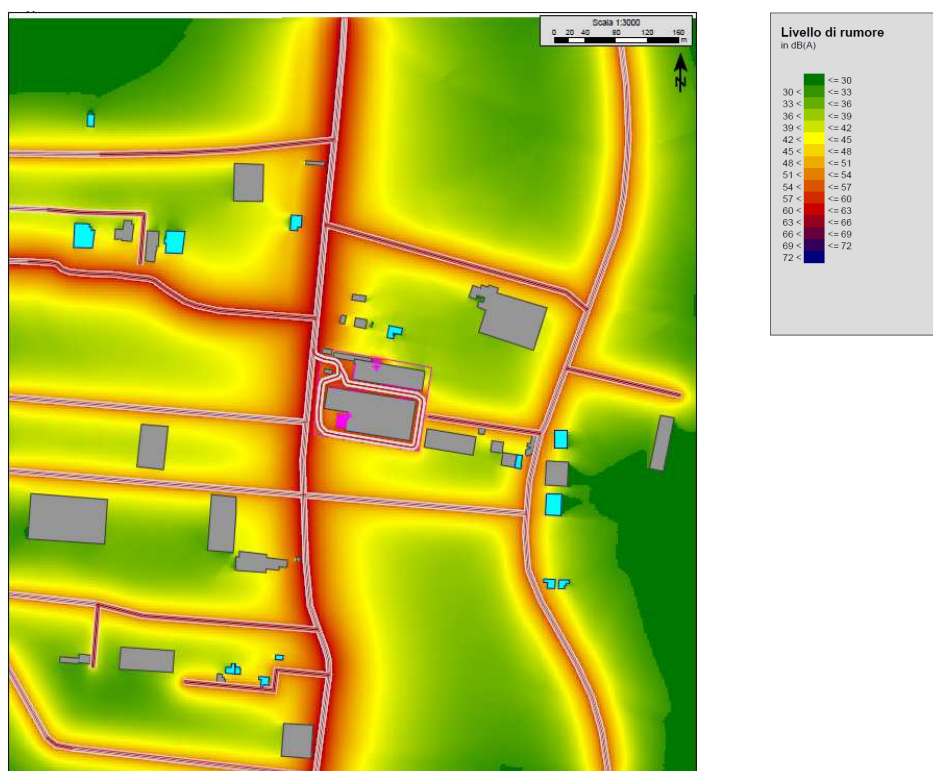 Scala 1:3000
0 20 40 80 120 160
m
N
Livello di rumore
in dB(A)
<= 30
30 < <= 33
33 < <= 36
36 < <= 39
39 < <= 42
42 < <= 45
45 < <= 48
48 < <= 51
51 < <= 54
54 < <= 57
57 < <= 60
60 < <= 63
63 < <= 66
66 < <= 69
69 < <= 72
72 <